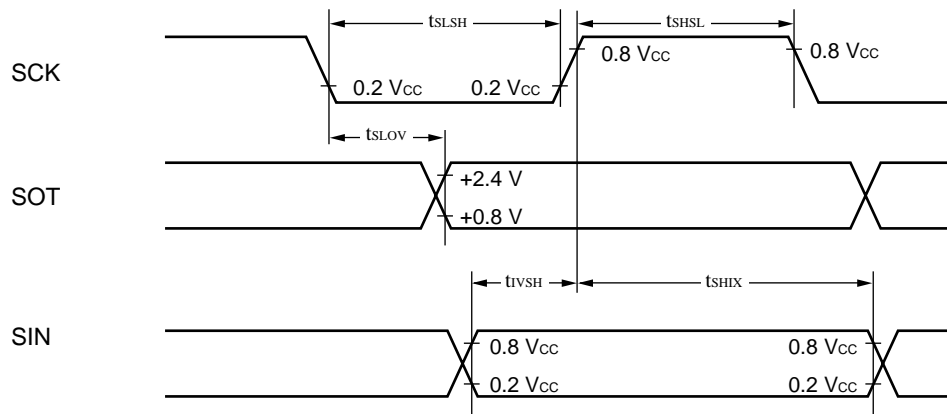 tSLSH tSHSL
SCK 0.2 VCC 0.2 VCC 0.8 VCC 0.8 VCC
tSLOV
SOT +2.4 V
+0.8 V
tIVSH tSHIX
SIN 0.8 VCC 0.8 VCC
0.2 VCC 0.2 VCC